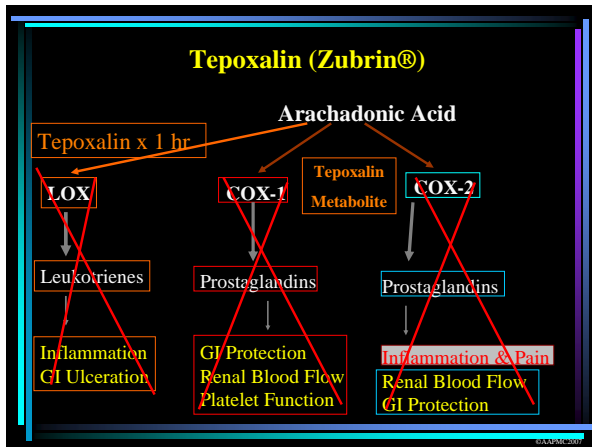 Tepoxalin (Zubrin®)
Arachadonic Acid
Tepoxalin x 1 hr
Tepoxalin
Metabolite
LOX
COX-1
COX-2
Leukotrienes
Prostaglandins
Prostaglandins
Inflammation
GI Ulceration
GI Protection
Renal Blood Flow
Platelet Function
Inflammation & Pain
Renal Blood Flow
GI Protection
©AAPMC2007